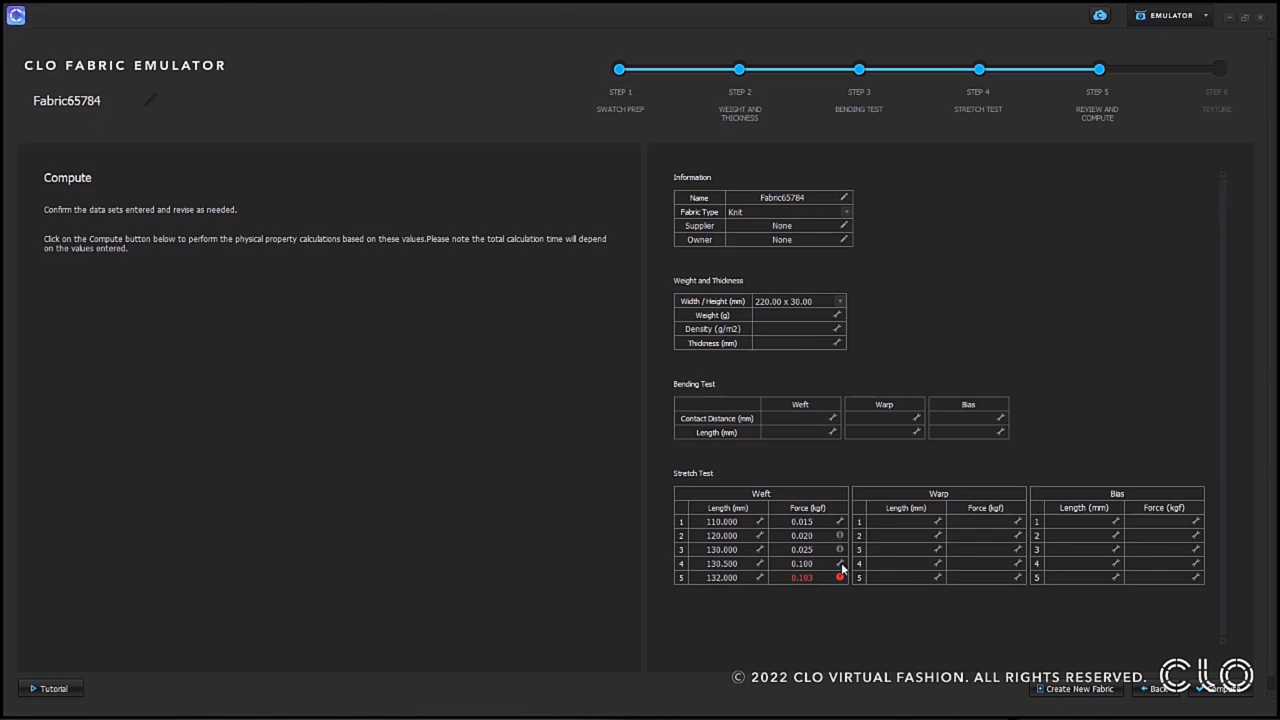 EMULATOR
CLO FABRIC EMULATOR
Fabric65784
STEP 1 STEP 2 STEP 3 STEP 4 STEP 5 STEP 6
SWATCH PREP WEIGHT AND BENDING TEST STRETCH TEST REVIEW AND TEXTURE
THICKNESS COMPUTE
Compute
Confirm the data sets entered and revise as needed.
Click on the Compute button below to perform the physical property calculations based on these values.Please note the total calculation time will depend
on the values entered.
Information
Name Fabric65784
Fabric Type Knit
Supplier None
Owner None
Weight and Thickness
Width / Height (mm) 220.00 x 30.00
Weight (g)
Density (g/m2)
Thickness (mm)
Bending Test
Weft Warp Bias
Contact Distance (mm)
Length (mm)
Stretch Test
Weft Warp Bias
Length (mm) Force (kgf) Length (mm) Force (kgf) Length (mm) Force (kgf)
1 110.000 0.015 1 1
2 120.000 0.020 2 2
3 130.000 0.025 3 3
4 130.500 0.100 4 4
5 132.000 0.103 5 5
© 2022 CLO VIRTUAL FASHION. ALL RIGHTS RESERVED. CLO
Tutorial
Create New Fabric Back